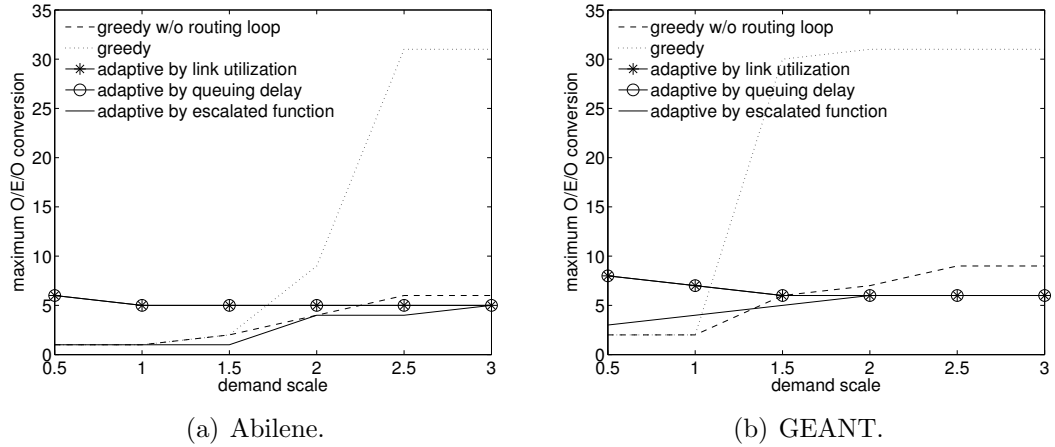 greedy w/o routing loop
greedy
adaptive by link utilization
adaptive by queuing delay
adaptive by escalated function
maximum O/E/O conversion
35
30
25
20
15
10
5
0
0.5 1 1.5 2 2.5 3
demand scale
(a) Abilene.
greedy w/o routing loop
greedy
adaptive by link utilization
adaptive by queuing delay
adaptive by escalated function
maximum O/E/O conversion
35
30
25
20
15
10
5
0
0.5 1 1.5 2 2.5 3
demand scale
(b) GEANT.